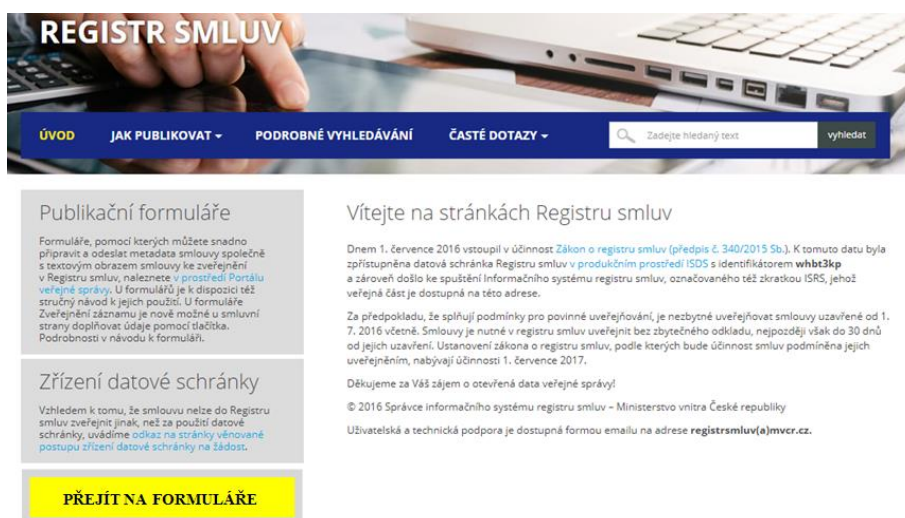 REGISTR SMLUV
ÚVOD JAK PUBLIKOVAT PODROBNÉ VYHLEDÁVÁNÍ ČASTÉ DOTAZY Zadejte hledaný text vyhledat
Publikační formuláře
Formuláře, pomocí kterých můžete snadno
připravit a odeslat metadata smlouvy společně
s textovým obrazem smlouvy ke zveřejnění
v Registru smluv, naleznete v prostředí Portálu
veřejné správy. U formulářů je k dispozici též
stručný návod k jejich použití. U formuláře
Zveřejnění záznamu je nově možné u smluvní
strany doplňovat údaje pomocí tlačítka.
Podrobnosti v návodu k formuláři.
Zřízení datové schránky
Vzhledem k tomu, že smlouvu nelze do Registru
smluv zveřejnit jinak, než za použití datové
schránky, uvádíme odkaz na stránky věnované
postupu zřízení datové schránky na žádost.
PŘEJÍT NA FORMULÁŘE
Vítejte na stránkách Registru smluv
Dnem 1. července 2016 vstoupil v účinnost Zákon o registru smluv (předpis č. 340/2015 Sb.). K tomuto datu byla
zpřístupněna datová schránka Registr smluv v produkčním prostředí ISDS s identifikátorem whbt3kp
a zároveň došlo ke spuštění Informačního systému registru smluv, označovaného též zkratkou ISRS, jehož
veřejná část je dostupná na této adrese.
Za předpokladu, že splňují podmínky pro povinné uveřejňování, je nezbytné uveřejňovat smlouvy uzavřené od 1.
7. 2016 včetně. Smlouvy je nutné v registru smluv uveřejnit bez zbytečného odkladu, nejpozději však do 30 dnů
od jejich uzavření. Ustanovení zákona o registru smluv, podle kterých bude účinnost smluv podmíněna jejich
uveřejněním, nabývají účinnosti 1. července 2017.
Děkujeme za Váš zájem o otevřená data veřejné správy!
© 2016 Správce informačního systému registru smluv – Ministerstvo vnitra České republiky
Uživatelská a technická podpora je dostupná formou emailu na adrese registrsmluv(a)mvcr.cz.